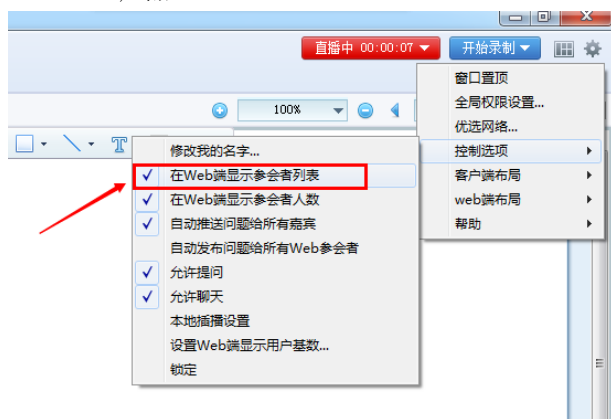 直播中 00:00:07
开始录制
窗口置顶
全局权限设置...
优选网络...
控制选项
客户端布局
web端布局
帮助
100%
T
修改我的名字...
在Web端显示参会者列表
在Web端显示参会者人数
自动推送问题给所有嘉宾
自动发布问题给所有Web参会者
允许提问
允许聊天
本地插播设置
设置Web端显示用户基数...
锁定